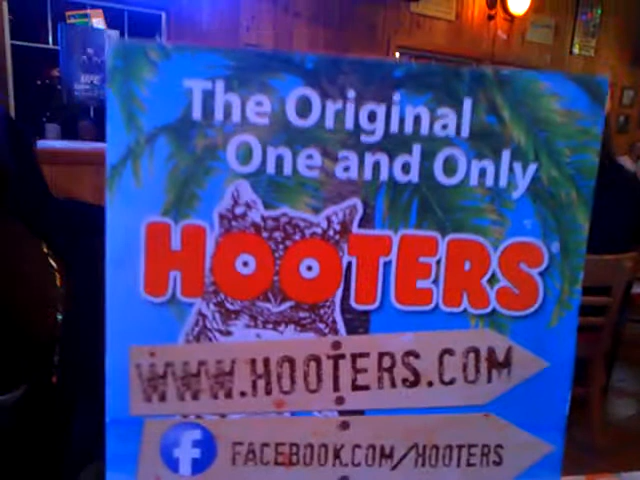 The Original
One and Only
HOOTERS
WWW.HOOTERS.COM
f FACEBOOK.COM/HOOTERS